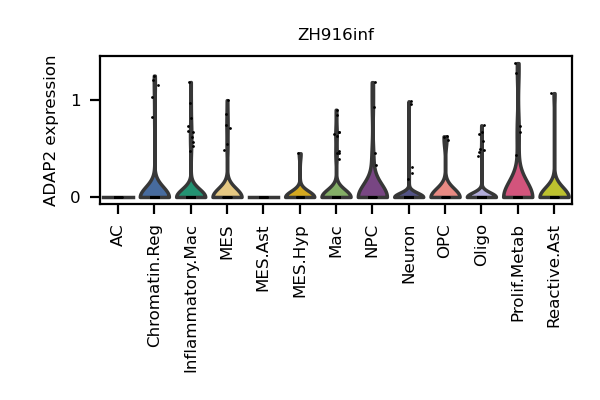 ZH916inf
ADAP2 expression
1
0
AC
Chromatin.Reg
Inflammatory.Mac
MES
MES.Ast
MES.Hyp
Mac
NPC
Neuron
OPC
Oligo
Prolif.Metab
Reactive.Ast